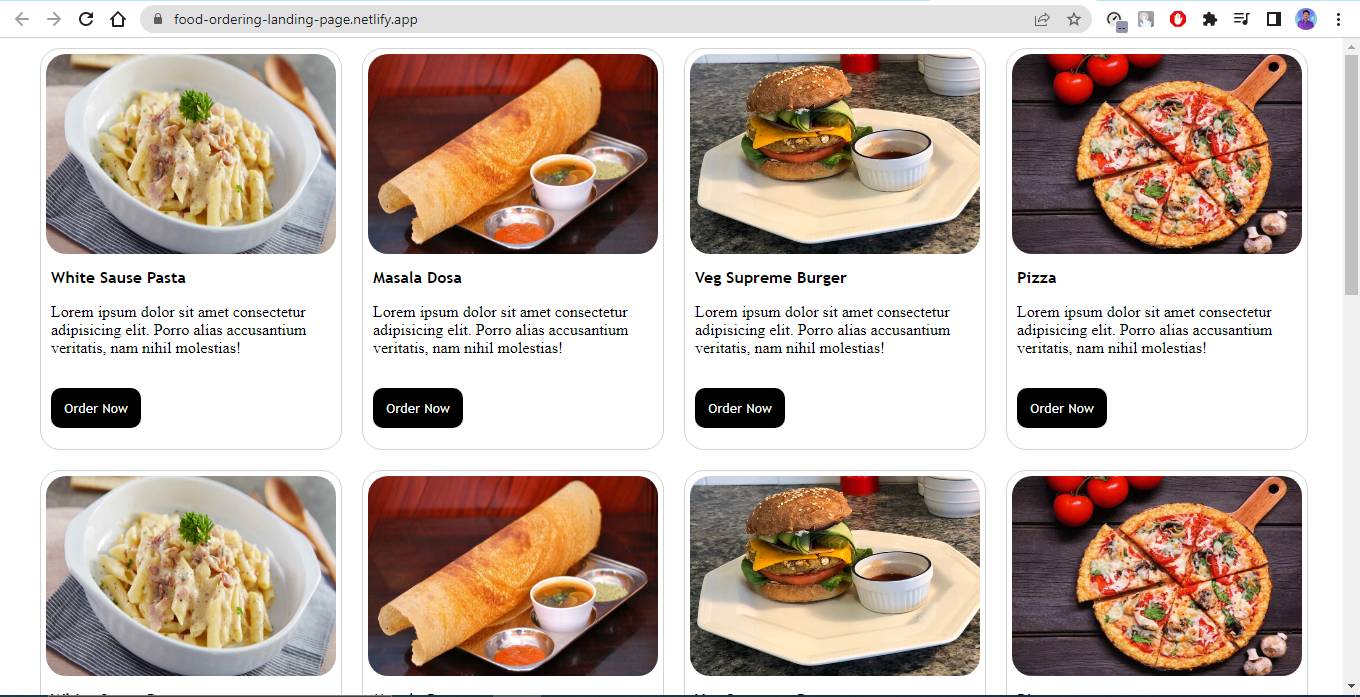 food-ordering-landing-page.netlify.app
White Sause Pasta
Lorem ipsum dolor sit amet consectetur
adipisicing elit. Porro alias accusantium
veritatis, nam nihil molestias!
Order Now
Masala Dosa
Lorem ipsum dolor sit amet consectetur
adipisicing elit. Porro alias accusantium
veritatis, nam nihil molestias!
Order Now
Veg Supreme Burger
Lorem ipsum dolor sit amet consectetur
adipisicing elit. Porro alias accusantium
veritatis, nam nihil molestias!
Order Now
Pizza
Lorem ipsum dolor sit amet consectetur
adipisicing elit. Porro alias accusantium
veritatis, nam nihil molestias!
Order Now